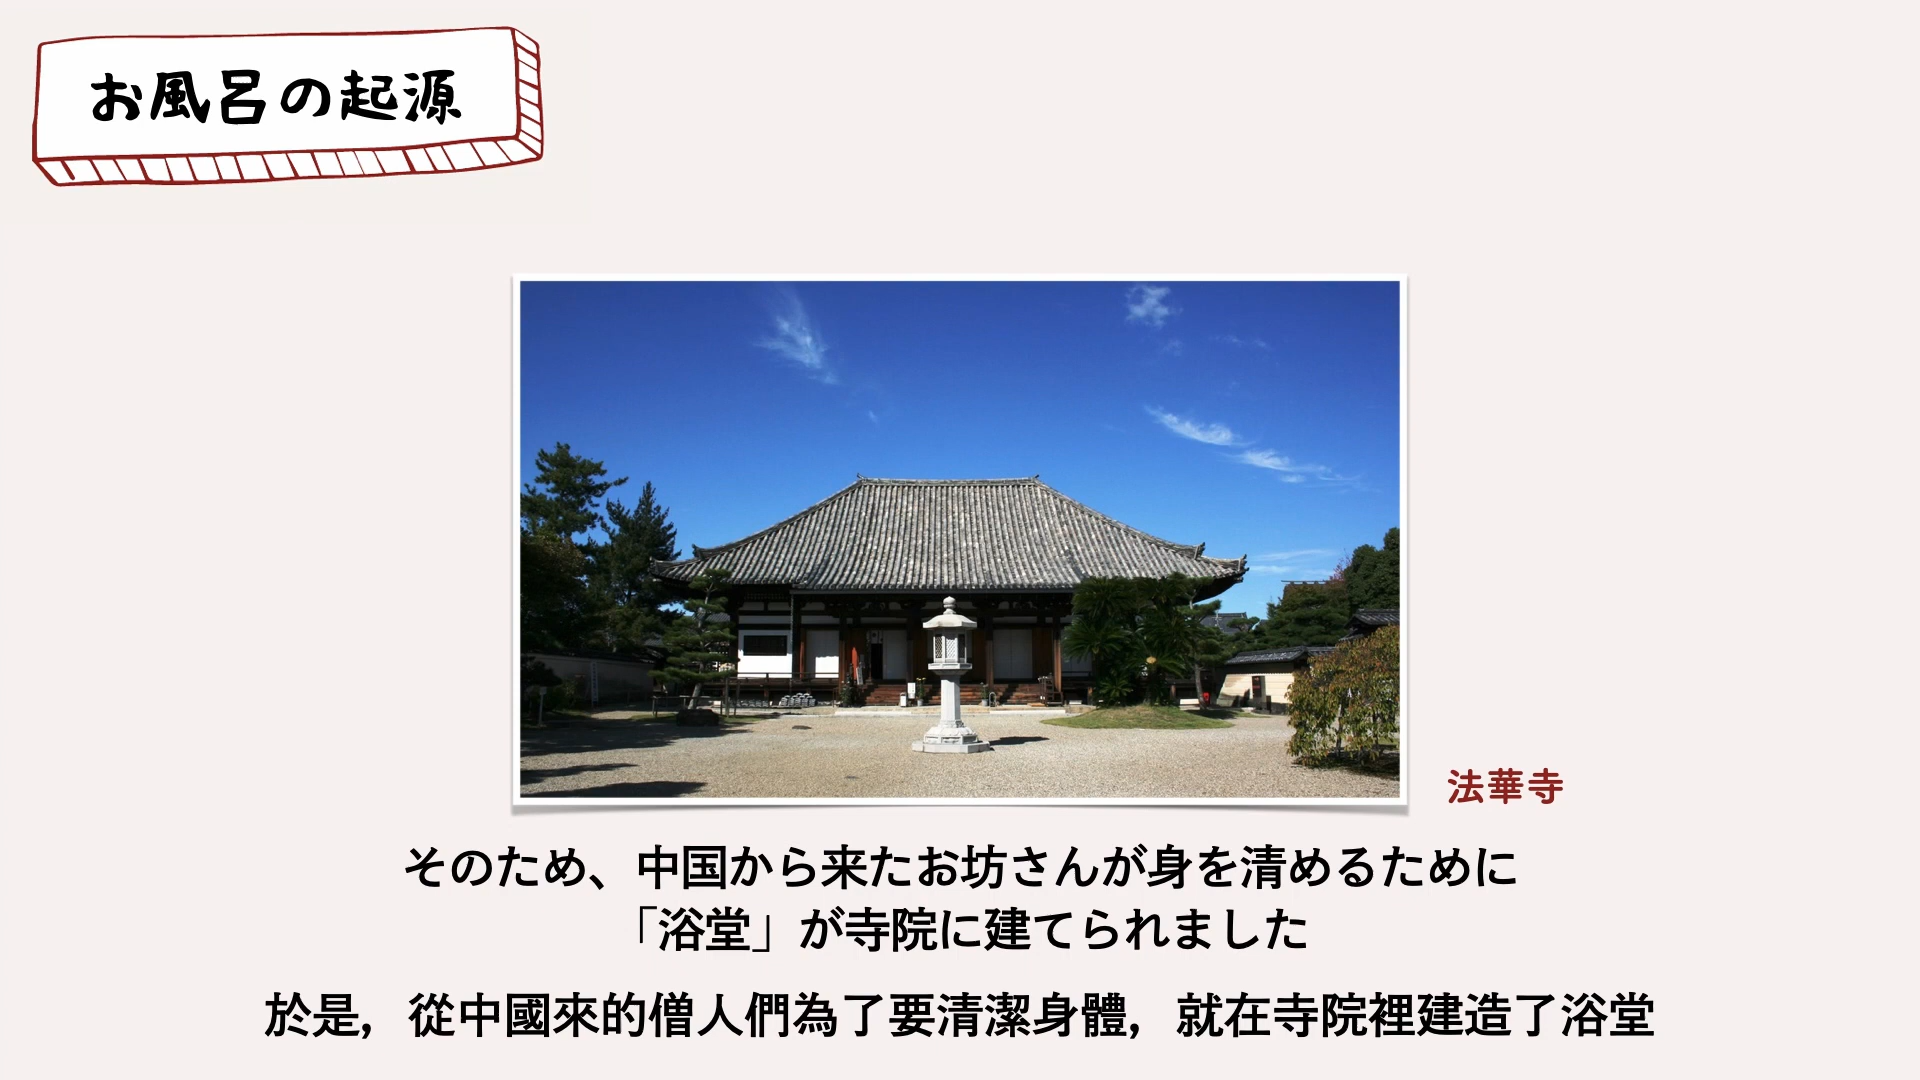 お風呂の起源
法華寺
そのため、中国から来たお坊さんが身を清めるために
「浴堂」が寺院に建てられました
於是，從中國來的僧人們為了要清潔身體，就在寺院裡建造了浴堂